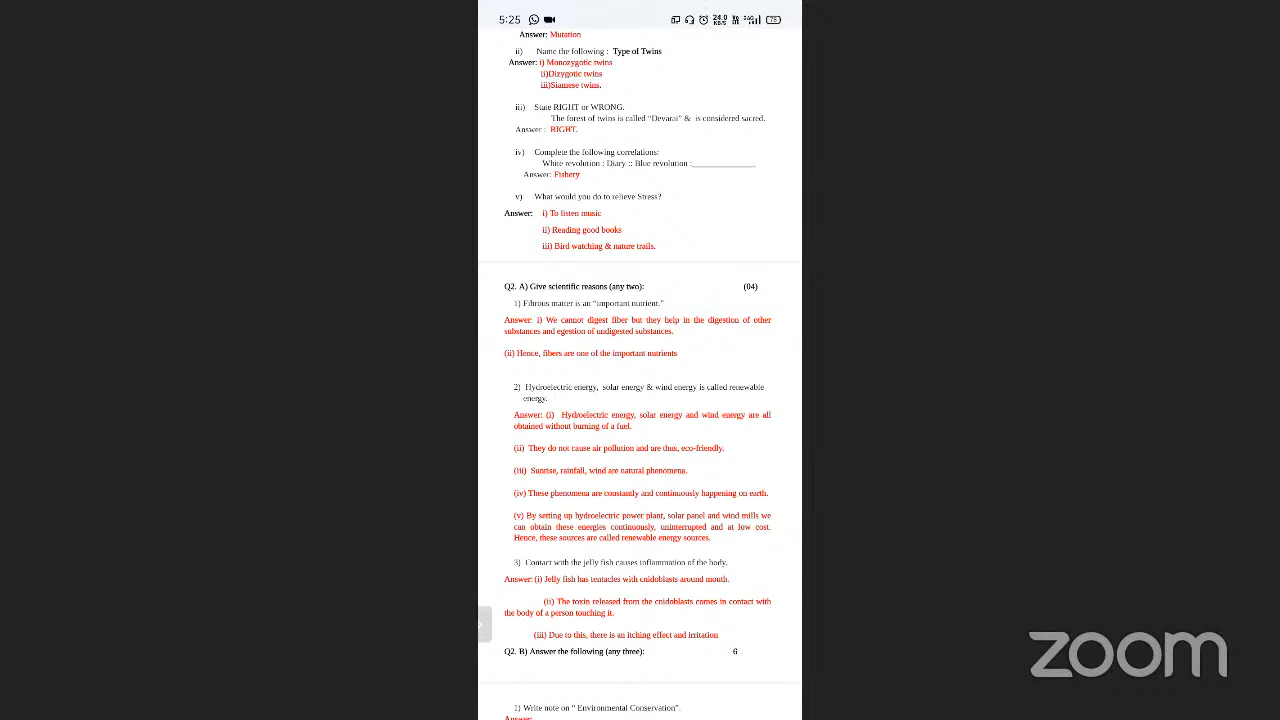 5:25 24.0 KB/S Vo LTE 4G 78
Answer: Mutation
ii) Name the following : Type of Twins
Answer: i) Monozygotic twins
ii)Dizygotic twins
iii)Siamese twins.
iii) State RIGHT or WRONG.
The forest of twins is called “Devarai” & is considered sacred.
Answer : RIGHT.
iv) Complete the following correlations:
White revolution : Diary :: Blue revolution :______________
Answer: Fishery
v) What would you do to relieve Stress?
Answer: i) To listen music
ii) Reading good books
iii) Bird watching & nature trails.
Q2. A) Give scientific reasons (any two): (04)
1) Fibrous matter is an “important nutrient.”
Answer: i) We cannot digest fiber but they help in the digestion of other
substances and egestion of undigested substances.
(ii) Hence, fibers are one of the important nutrients
2) Hydroelectric energy, solar energy & wind energy is called renewable
energy.
Answer: (i) Hydroelectric energy, solar energy and wind energy are all
obtained without burning of a fuel.
(ii) They do not cause air pollution and are thus, eco-friendly.
(iii) Sunrise, rainfall, wind are natural phenomena.
(iv) These phenomena are constantly and continuously happening on earth.
(v) By setting up hydroelectric power plant, solar panel and wind mills we
can obtain these energies continuously, uninterrupted and at low cost.
Hence, these sources are called renewable energy sources.
3) Contact with the jelly fish causes inflammation of the body.
Answer: (i) Jelly fish has tentacles with cnidoblasts around mouth.
(ii) The toxin released from the cnidoblasts comes in contact with
the body of a person touching it.
(iii) Due to this, there is an itching effect and irritation
Q2. B) Answer the following (any three): 6
1) Write note on “ Environmental Conservation”.
Answer:
zoom